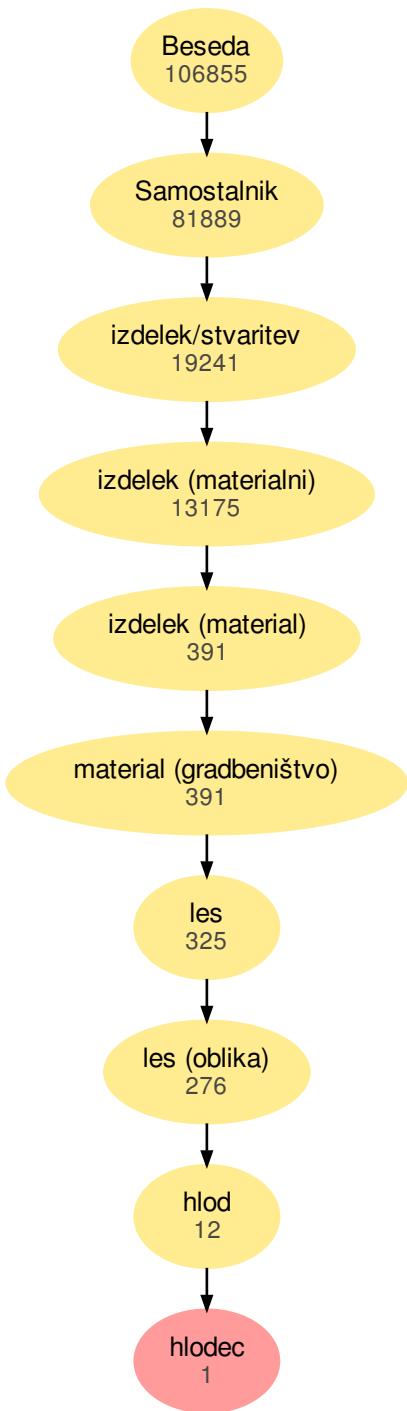 Beseda
106855
Samostalnik
81889
izdelek/stvaritev
19241
izdelek (materialni)
13175
izdelek (material)
391
material (gradbeništvo)
391
les
325
les (oblika)
276
hlod
12
hlodec
1